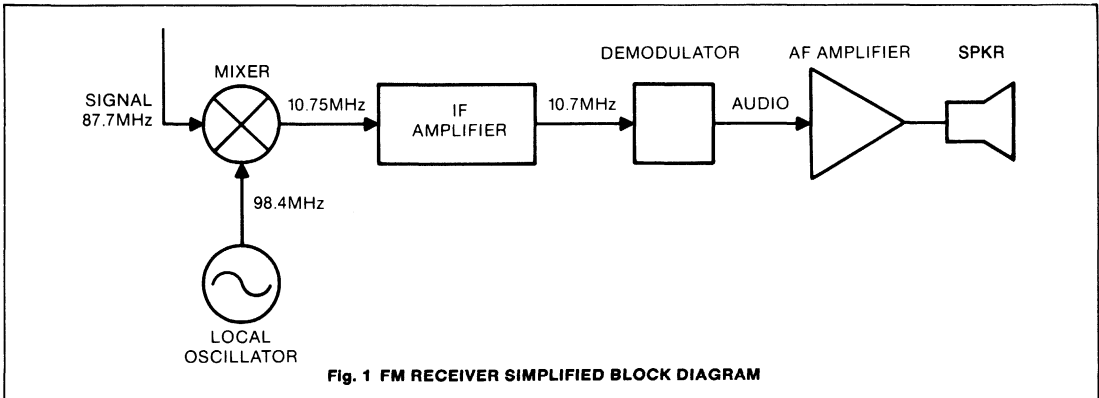 DEMODULATOR
AF AMPLIFIER
SPKR
MIXER
SIGNAL
87.7MHz
10.75MHz
IF
AMPLIFIER
10.7MHz
AUDIO
98.4MHz
LOCAL
OSCILLATOR
Fig. 1 FM RECEIVER SIMPLIFIED BLOCK DIAGRAM